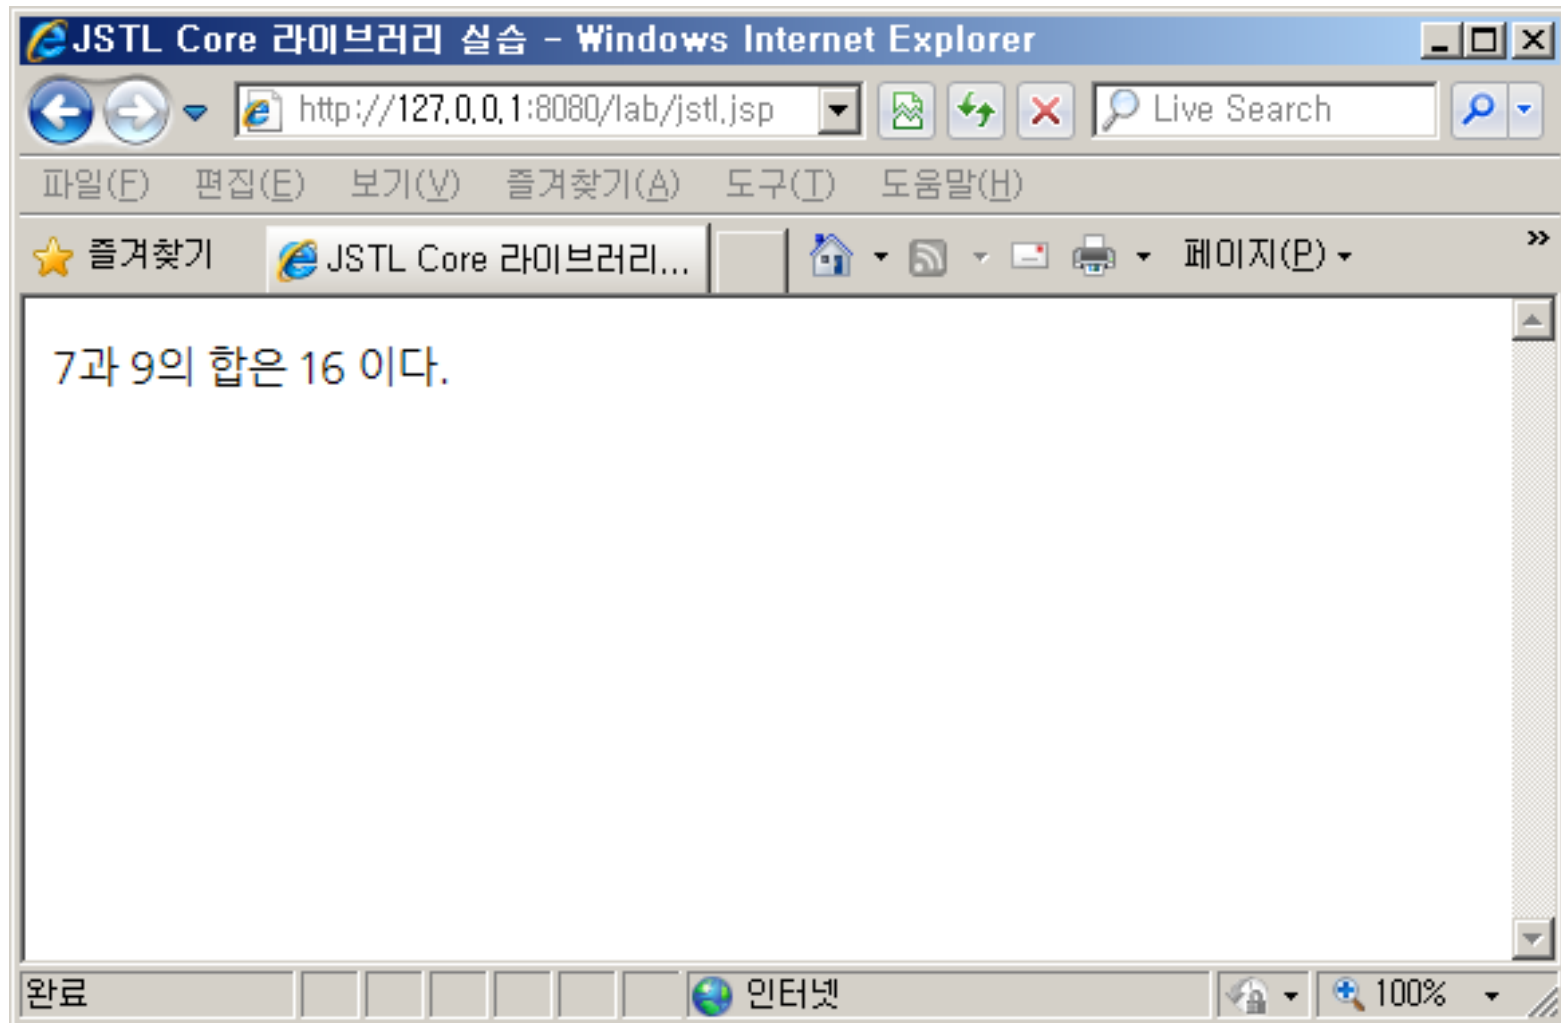 JSTL Core 라이브러리 실습 - Windows Internet Explorer
http://127.0.0.1:8080/lab/jstl.jsp Live Search
파일(F) 편집(E) 보기(V) 즐겨찾기(A) 도구(T) 도움말(H)
즐겨찾기 JSTL Core 라이브러리... 페이지(P) »
7과 9의 합은 16 이다.
완료 인터넷 100%